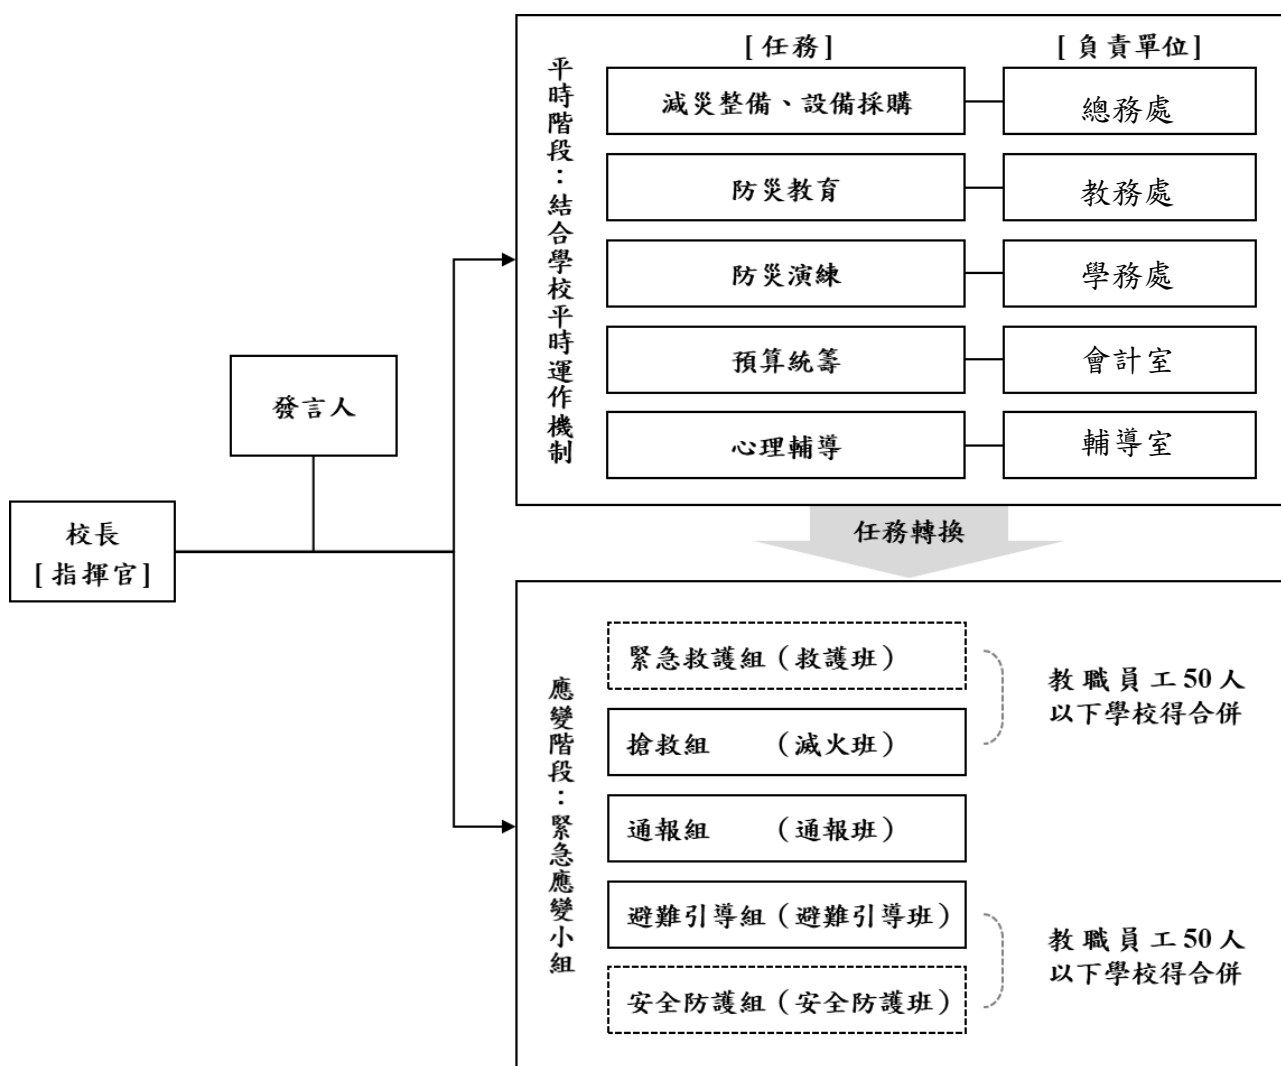 [任務]
[負責單位]
平時階段：結合學校平時運作機制
減災整備、設備採購
總務處
防災教育
教務處
防災演練
學務處
預算統籌
會計室
心理輔導
輔導室
發言人
校長
[指揮官]
任務轉換
應變階段：緊急應變小組
緊急救護組（救護班）
搶救組　　（滅火班）
教職員工50人
以下學校得合併
通報組　　（通報班）
避難引導組（避難引導班）
安全防護組（安全防護班）
教職員工50人
以下學校得合併